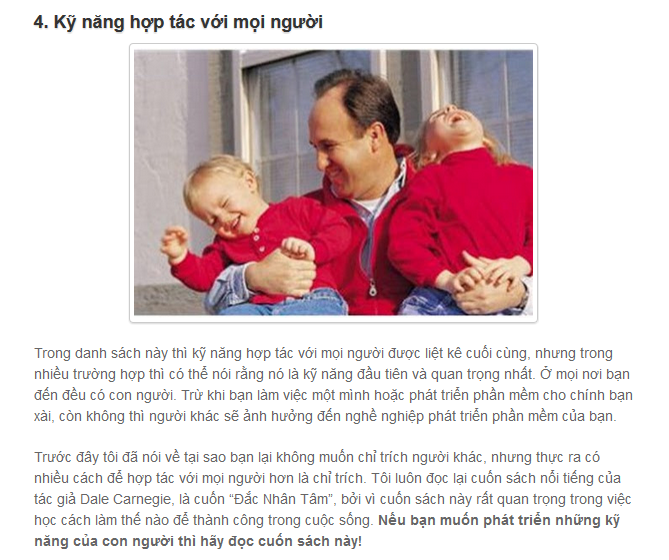 4. Kỹ năng hợp tác với mọi người
Trong danh sách này thì kỹ năng hợp tác với mọi người được liệt kê cuối cùng, nhưng trong
nhiều trường hợp thì có thể nói rằng nó là kỹ năng đầu tiên và quan trọng nhất. Ở mọi nơi bạn
đến đều có con người. Trừ khi bạn làm việc một mình hoặc phát triển phần mềm cho chính bạn
xài, còn không thì người khác sẽ ảnh hưởng đến nghề nghiệp phát triển phần mềm của bạn.
Trước đây tôi đã nói về tại sao bạn lại không muốn chỉ trích người khác, nhưng thực ra có
nhiều cách để hợp tác với mọi người hơn là chỉ trích. Tôi luôn đọc lại cuốn sách nổi tiếng của
tác giả Dale Carnegie, là cuốn “Đắc Nhân Tâm”, bởi vì cuốn sách này rất quan trọng trong việc
học cách làm thế nào để thành công trong cuộc sống. Nếu bạn muốn phát triển những kỹ
năng của con người thì hãy đọc cuốn sách này!